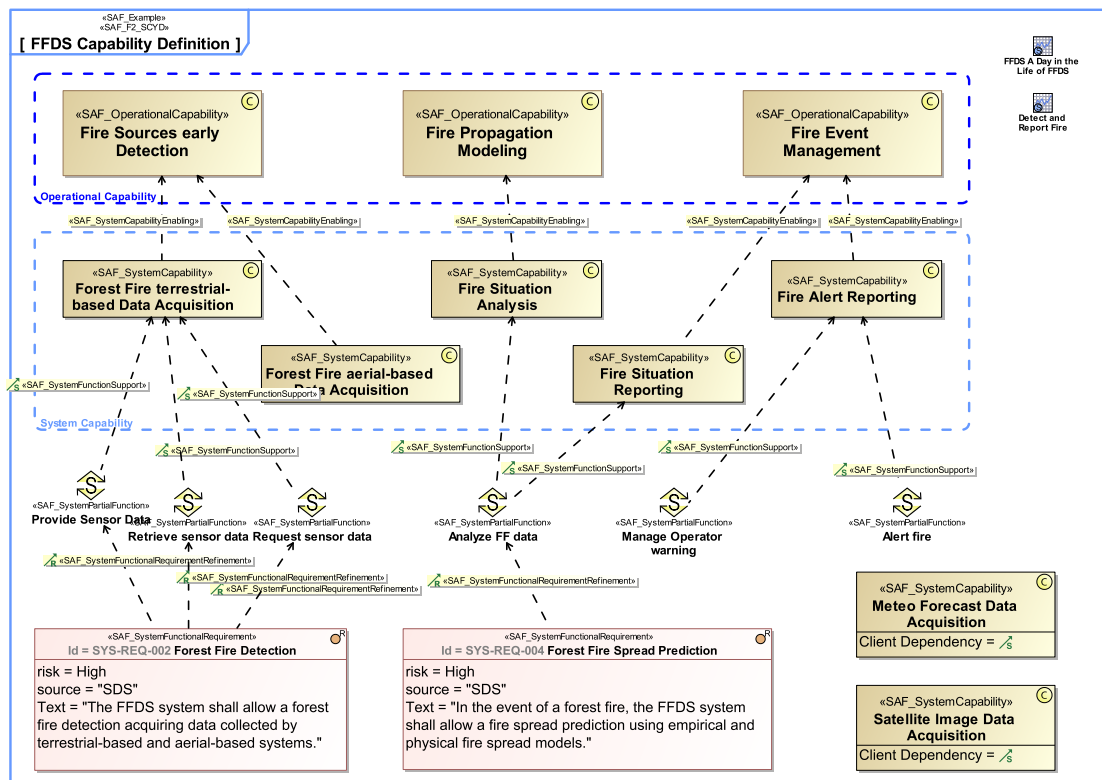 «SAF_Example»
«SAF_F2_SCYD»
[ FFDS Capability Definition ]
FFDS A Day in the
Life of FFDS
Detect and
Report Fire
«SAF_OperationalCapability»
Fire Sources early
Detection
C
«SAF_OperationalCapability»
Fire Propagation
Modeling
C
«SAF_OperationalCapability»
Fire Event
Management
C
Operational Capability
«SAF_SystemCapabilityEnabling»
«SAF_SystemCapabilityEnabling»
«SAF_SystemCapabilityEnabling»
«SAF_SystemCapabilityEnabling»
«SAF_SystemCapabilityEnabling»
«SAF_SystemCapability»
Forest Fire terrestrial-
based Data Acquisition
C
«SAF_SystemCapability»
Fire Situation
Analysis
C
«SAF_SystemCapability»
Fire Alert Reporting
C
«SAF_SystemCapability»
Forest Fire aerial-based
Data Acquisition
C
«SAF_SystemCapability»
Fire Situation
Reporting
C
S «SAF_SystemFunctionSupport»
S «SAF_SystemFunctionSupport»
System Capability
S «SAF_SystemFunctionSupport»
S «SAF_SystemFunctionSupport»
S «SAF_SystemFunctionSupport»
S «SAF_SystemFunctionSupport»
S «SAF_SystemFunctionSupport»
S
«SAF_SystemPartialFunction»
Provide Sensor Data
S
«SAF_SystemPartialFunction»
Retrieve sensor data
S
«SAF_SystemPartialFunction»
Request sensor data
S
«SAF_SystemPartialFunction»
Analyze FF data
S
«SAF_SystemPartialFunction»
Manage Operator
warning
S
«SAF_SystemPartialFunction»
Alert fire
R «SAF_SystemFunctionalRequirementRefinement»
R «SAF_SystemFunctionalRequirementRefinement»
R «SAF_SystemFunctionalRequirementRefinement»
R «SAF_SystemFunctionalRequirementRefinement»
«SAF_SystemFunctionalRequirement»
R
Id = SYS-REQ-002 Forest Fire Detection
risk = High
source = "SDS"
Text = "The FFDS system shall allow a forest
fire detection acquiring data collected by
terrestrial-based and aerial-based systems."
«SAF_SystemFunctionalRequirement»
R
Id = SYS-REQ-004 Forest Fire Spread Prediction
risk = High
source = "SDS"
Text = "In the event of a forest fire, the FFDS system
shall allow a fire spread prediction using empirical and
physical fire spread models."
«SAF_SystemCapability»
Meteo Forecast Data
Acquisition
C
Client Dependency = S
«SAF_SystemCapability»
Satellite Image Data
Acquisition
C
Client Dependency = S